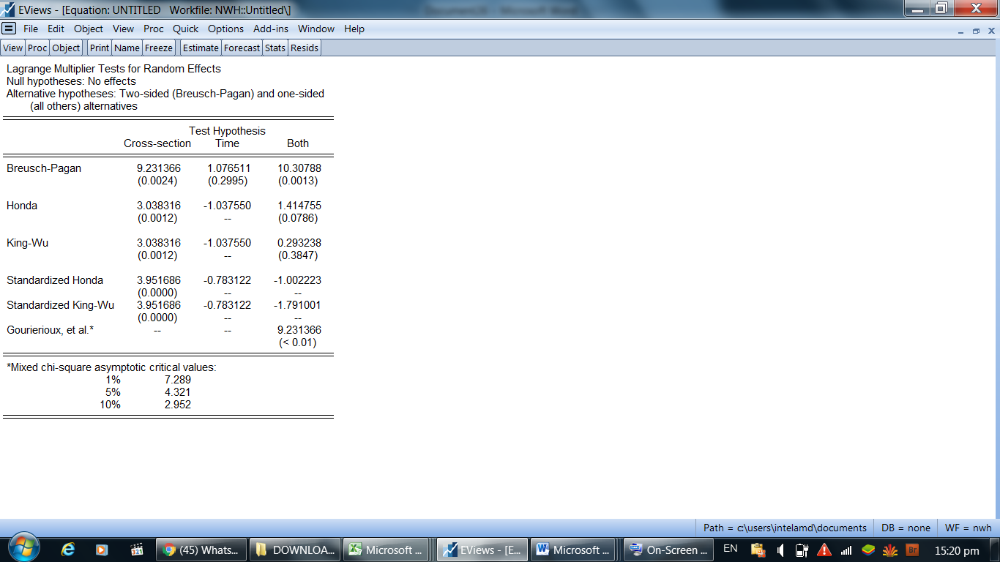 EViews - [Equation: UNTITLED   Workfile: NWH::Untitled\]
File Edit Object View Proc Quick Options Add-ins Window Help
View Proc Object Print Name Freeze Estimate Forecast Stats Resids
Lagrange Multiplier Tests for Random Effects
Null hypotheses: No effects
Alternative hypotheses: Two-sided (Breusch-Pagan) and one-sided
(all others) alternatives
Test Hypothesis
Cross-section Time Both
Breusch-Pagan 9.231366 1.076511 10.30788
(0.0024) (0.2995) (0.0013)
Honda 3.038316 -1.037550 1.414755
(0.0012) -- (0.0786)
King-Wu 3.038316 -1.037550 0.293238
(0.0012) -- (0.3847)
Standardized Honda 3.951686 -0.783122 -1.002223
(0.0000) -- --
Standardized King-Wu 3.951686 -0.783122 -1.791001
(0.0000) -- --
Gourierioux, et al.* -- -- 9.231366
(< 0.01)
*Mixed chi-square asymptotic critical values:
1% 7.289
5% 4.321
10% 2.952
Path = c:\users\intelamd\documents DB = none WF = nwh
(45) Whats... DOWNLOA... Microsoft ... EViews - [E... Microsoft ... On-Screen ... EN Br 15:20 pm